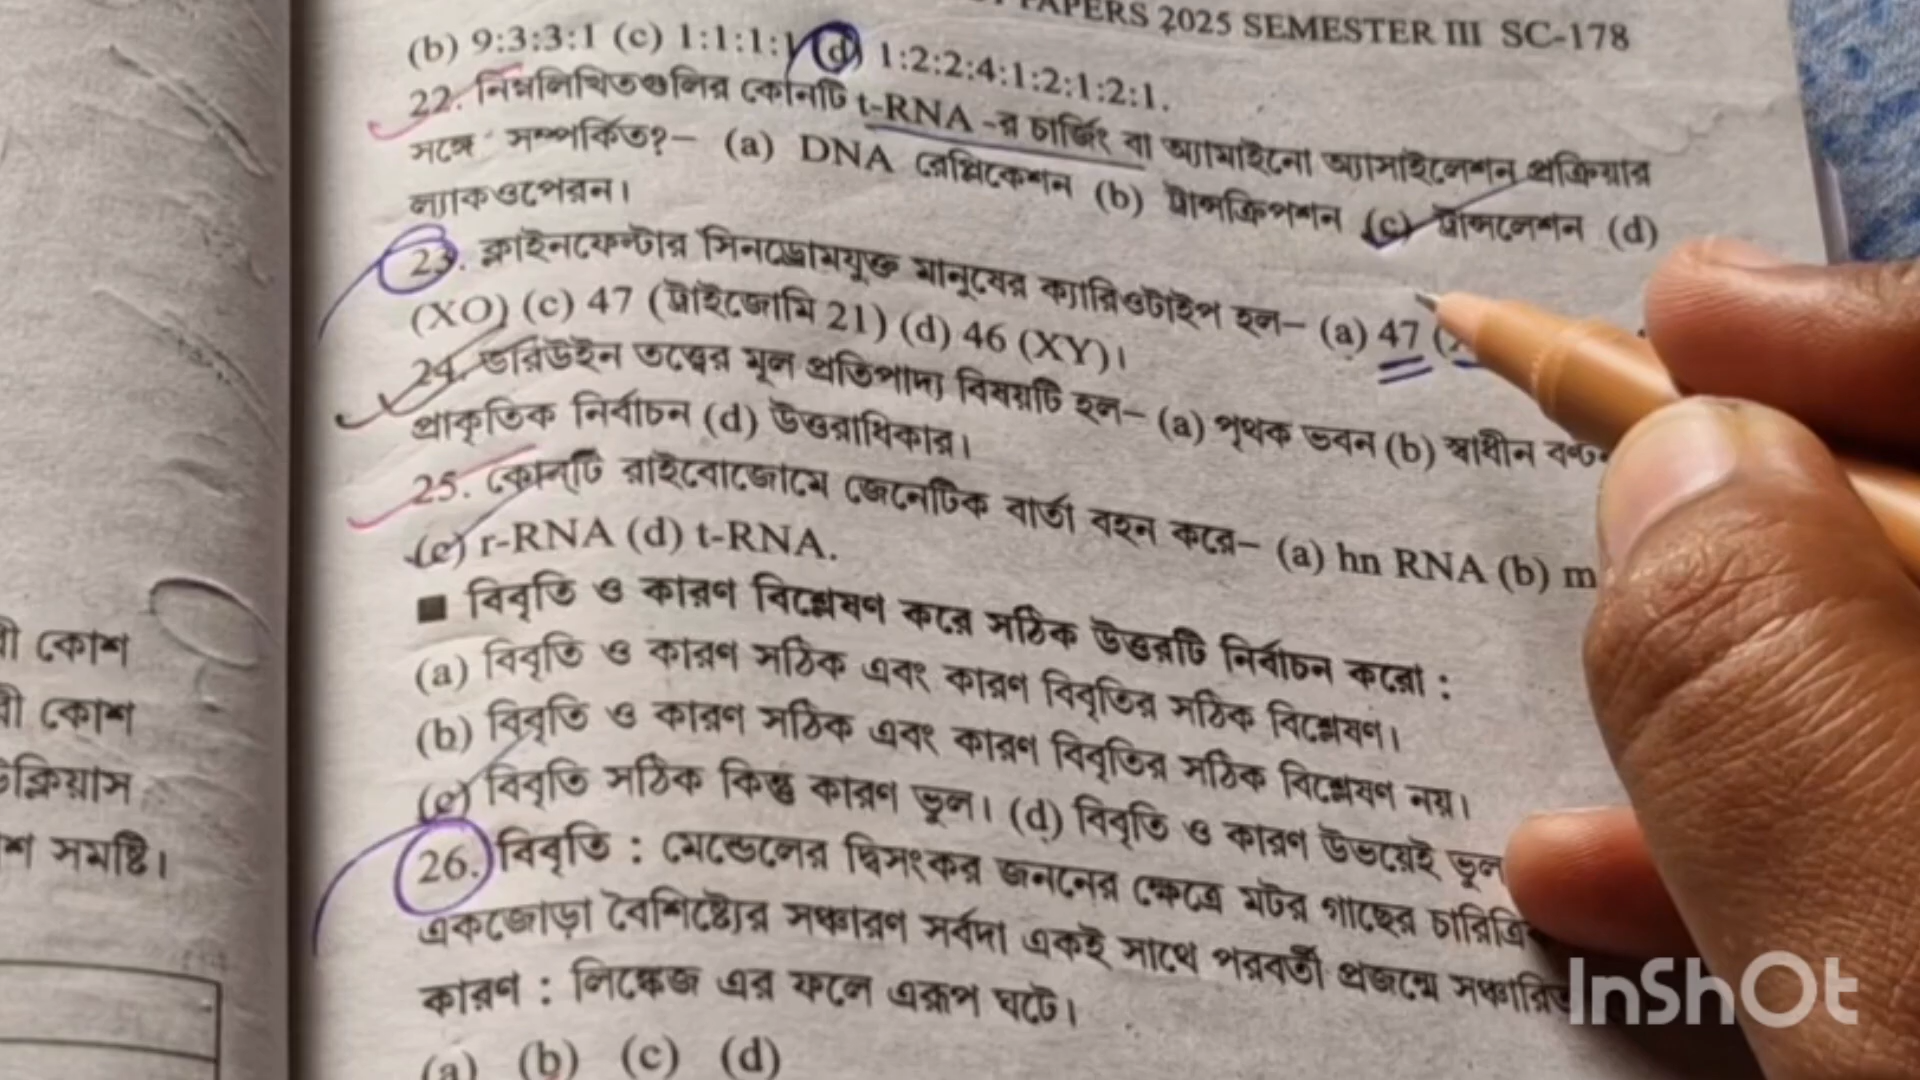 PAPERS 2025 SEMESTER III SC-178
(b) 9:3:3:1 (c) 1:1:1:1 (d) 1:2:2:4:1:2:1:2:1.
22. নিম্নলিখিতগুলির কোনটি t-RNA -র চার্জিং বা অ্যামাইনো অ্যাসাইলেশন প্রক্রিয়ার
সঙ্গে সম্পর্কিত?– (a) DNA রেপ্লিকেশন (b) ট্রান্সক্রিপশন (c) ট্রান্সলেশন (d)
ল্যাকওপেরন।
23. ক্লাইনফেল্টার সিনড্রোমযুক্ত মানুষের ক্যারিওটাইপ হল– (a) 47
(XO) (c) 47 (ট্রাইজোমি 21) (d) 46 (XY)।
24. ডারউইন তত্ত্বের মূল প্রতিপাদ্য বিষয়টি হল– (a) পৃথক ভবন (b) স্বাধীন
প্রাকৃতিক নির্বাচন (d) উত্তরাধিকার।
25. কোন্‌টি রাইবোজোমে জেনেটিক বার্তা বহন করে– (a) hn RNA (b) m
(c) r-RNA (d) t-RNA.
■ বিবৃতি ও কারণ বিশ্লেষণ করে সঠিক উত্তরটি নির্বাচন করো :
(a) বিবৃতি ও কারণ সঠিক এবং কারণ বিবৃতির সঠিক বিশ্লেষণ।
(b) বিবৃতি ও কারণ সঠিক এবং কারণ বিবৃতির সঠিক বিশ্লেষণ নয়।
(c) বিবৃতি সঠিক কিন্তু কারণ ভুল। (d) বিবৃতি ও কারণ উভয়েই ভুল
26. বিবৃতি : মেন্ডেলের দ্বিসংকর জননের ক্ষেত্রে মটর গাছের
একজোড়া বৈশিষ্ট্যের সঞ্চারণ সর্বদা একই সাথে পরবর্তী প্রজন্মে
কারণ : লিঙ্কেজ এর ফলে এরূপ ঘটে।
(a) (b) (c) (d)
কোশ
কোশ
সমষ্টি।
InShOt